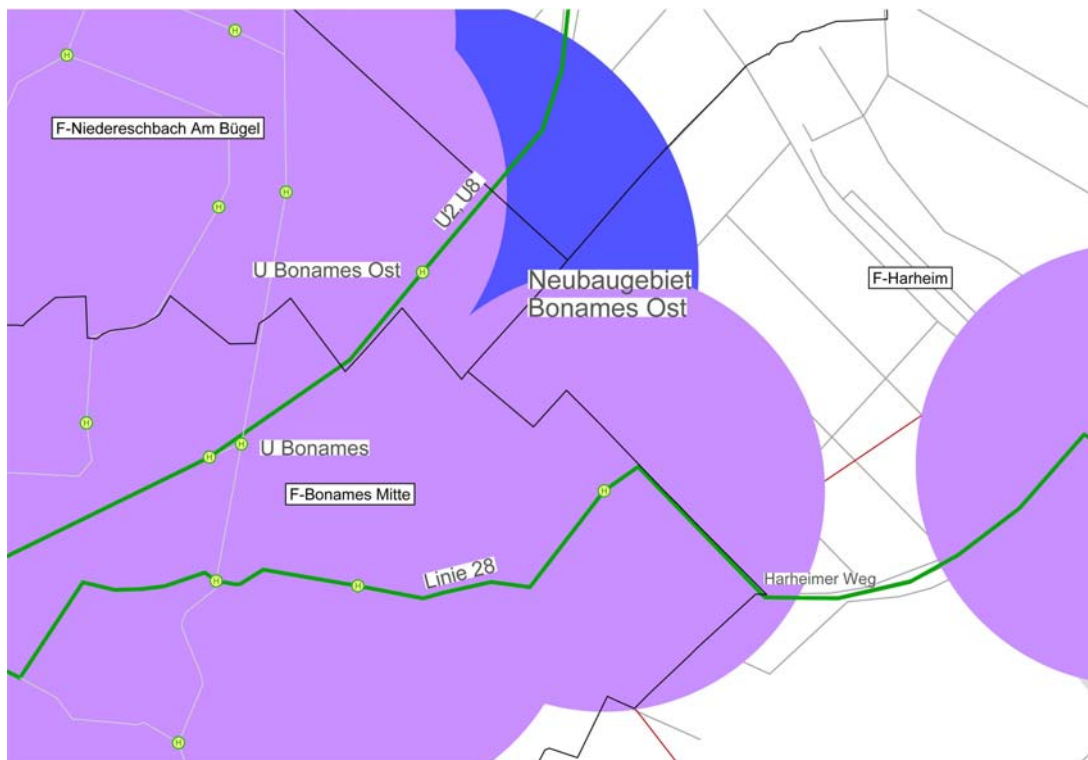 F-Niedereschbach Am Bügel
U2, U8
U Bonames Ost
Neubaugebiet
Bonames Ost
F-Harheim
U Bonames
F-Bonames Mitte
Linie 28
Harheimer Weg
H
H
H
H
H
H
H
H
H
H
H
H